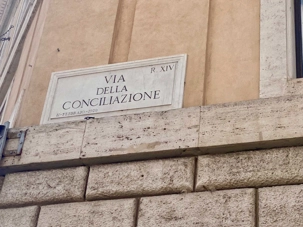 R. XIV
VIA
DELLA
CONCILIAZIONE